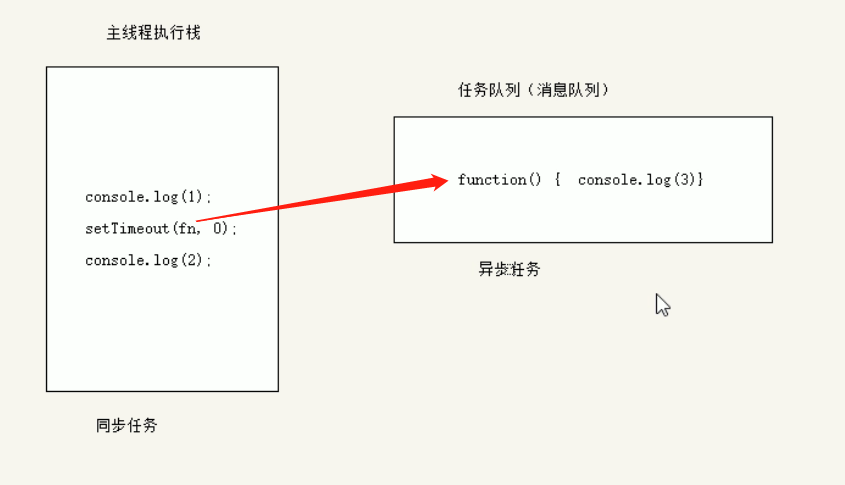 主线程执行栈
console.log(1);
setTimeout(fn, 0);
console.log(2);
同步任务
任务队列（消息队列）
function() {  console.log(3)}
异步任务